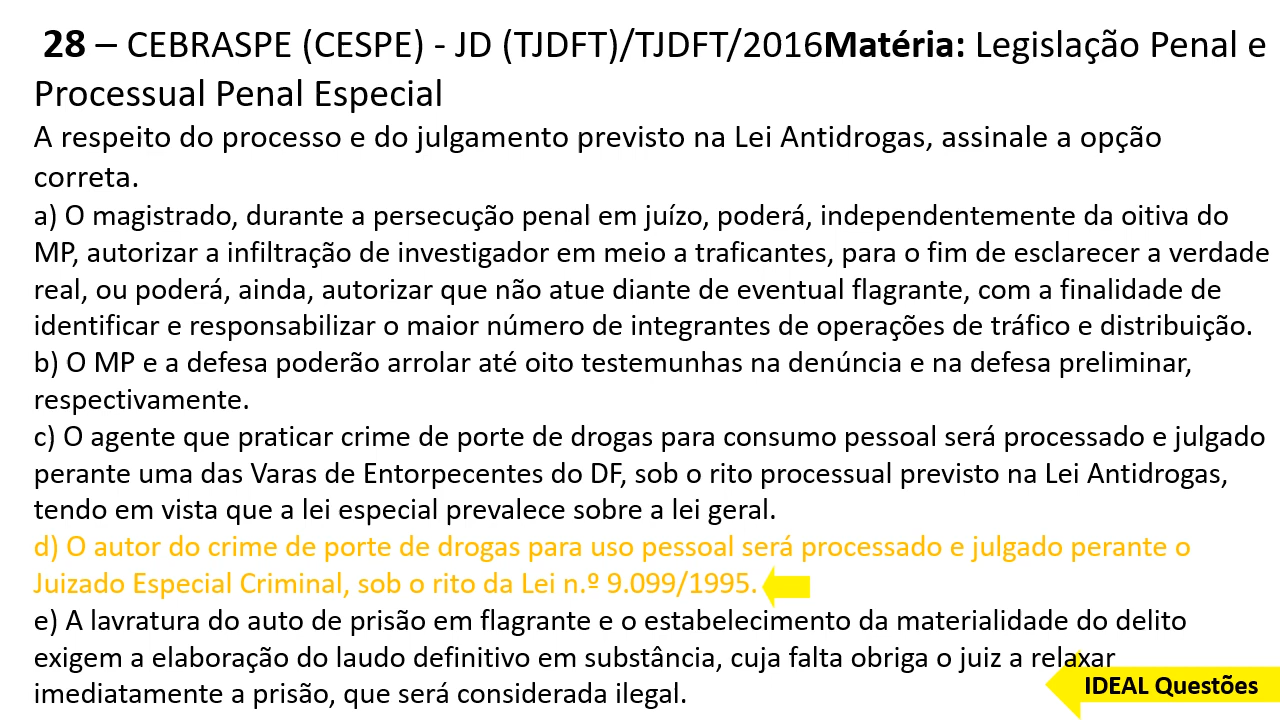 28 – CEBRASPE (CESPE) - JD (TJDFT)/TJDFT/2016Matéria: Legislação Penal e
Processual Penal Especial
A respeito do processo e do julgamento previsto na Lei Antidrogas, assinale a opção
correta.
a) O magistrado, durante a persecução penal em juízo, poderá, independentemente da oitiva do
MP, autorizar a infiltração de investigador em meio a traficantes, para o fim de esclarecer a verdade
real, ou poderá, ainda, autorizar que não atue diante de eventual flagrante, com a finalidade de
identificar e responsabilizar o maior número de integrantes de operações de tráfico e distribuição.
b) O MP e a defesa poderão arrolar até oito testemunhas na denúncia e na defesa preliminar,
respectivamente.
c) O agente que praticar crime de porte de drogas para consumo pessoal será processado e julgado
perante uma das Varas de Entorpecentes do DF, sob o rito processual previsto na Lei Antidrogas,
tendo em vista que a lei especial prevalece sobre a lei geral.
d) O autor do crime de porte de drogas para uso pessoal será processado e julgado perante o
Juizado Especial Criminal, sob o rito da Lei n.º 9.099/1995.
e) A lavratura do auto de prisão em flagrante e o estabelecimento da materialidade do delito
exigem a elaboração do laudo definitivo em substância, cuja falta obriga o juiz a relaxar
imediatamente a prisão, que será considerada ilegal.
IDEAL Questões